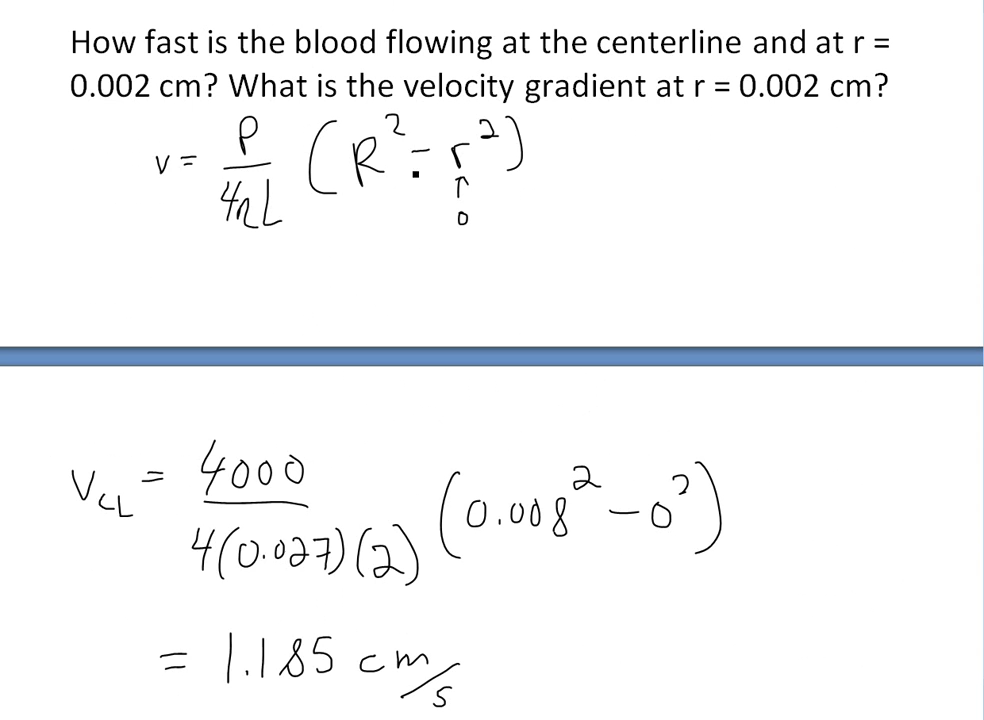 How fast is the blood flowing at the centerline and at r =
0.002 cm? What is the velocity gradient at r = 0.002 cm?
v = P/4ηL (R² - r²)
↑
0
V_CL = 4000/4(0.027)(2) (0.008² - 0²)
= 1.185 cm/s